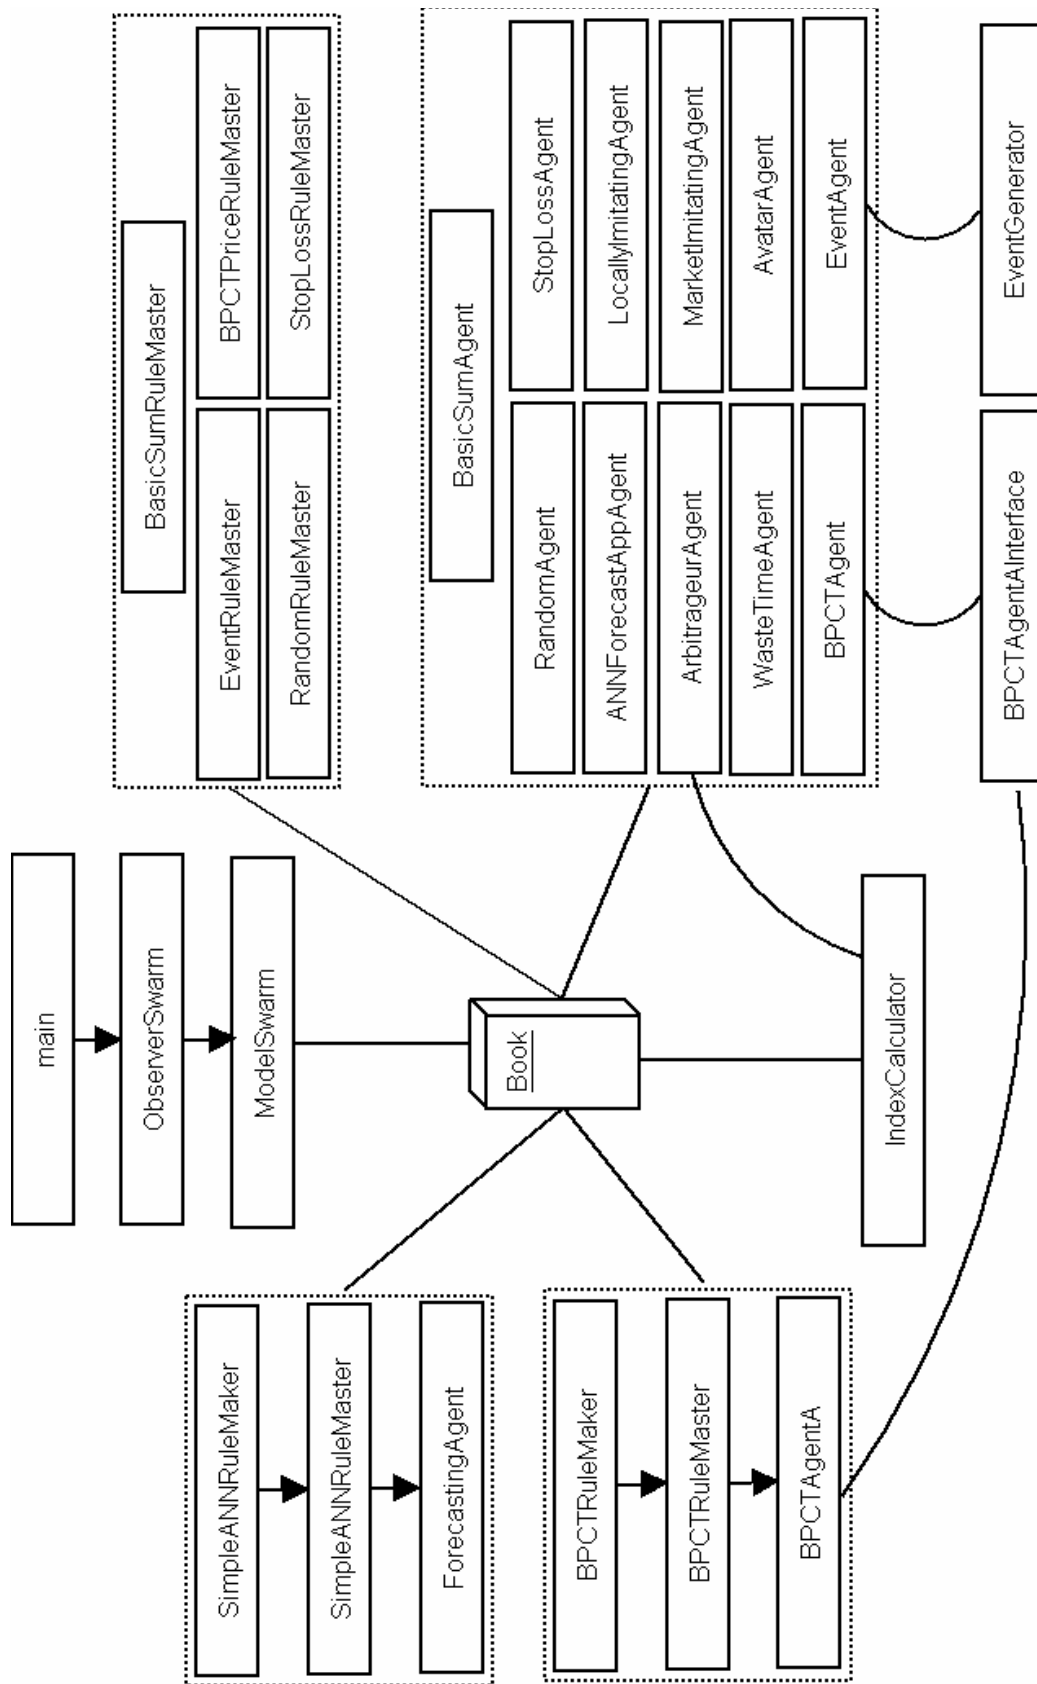 main
ObserverSwarm
ModelSwarm
SimpleANNRuleMaker
SimpleANNRuleMaster
ForecastingAgent
BPCTRuleMaker
BPCTRuleMaster
BPCTAgentA
Book
IndexCalculator
BasicSumRuleMaster
EventRuleMaster
BPCTPriceRuleMaster
RandomRuleMaster
StopLossRuleMaster
BasicSumAgent
RandomAgent
StopLossAgent
ANNForecastAppAgent
LocallyImitatingAgent
ArbitrageurAgent
MarketImitatingAgent
WasteTimeAgent
AvatarAgent
BPCTAgent
EventAgent
BPCTAgentAInterface
EventGenerator